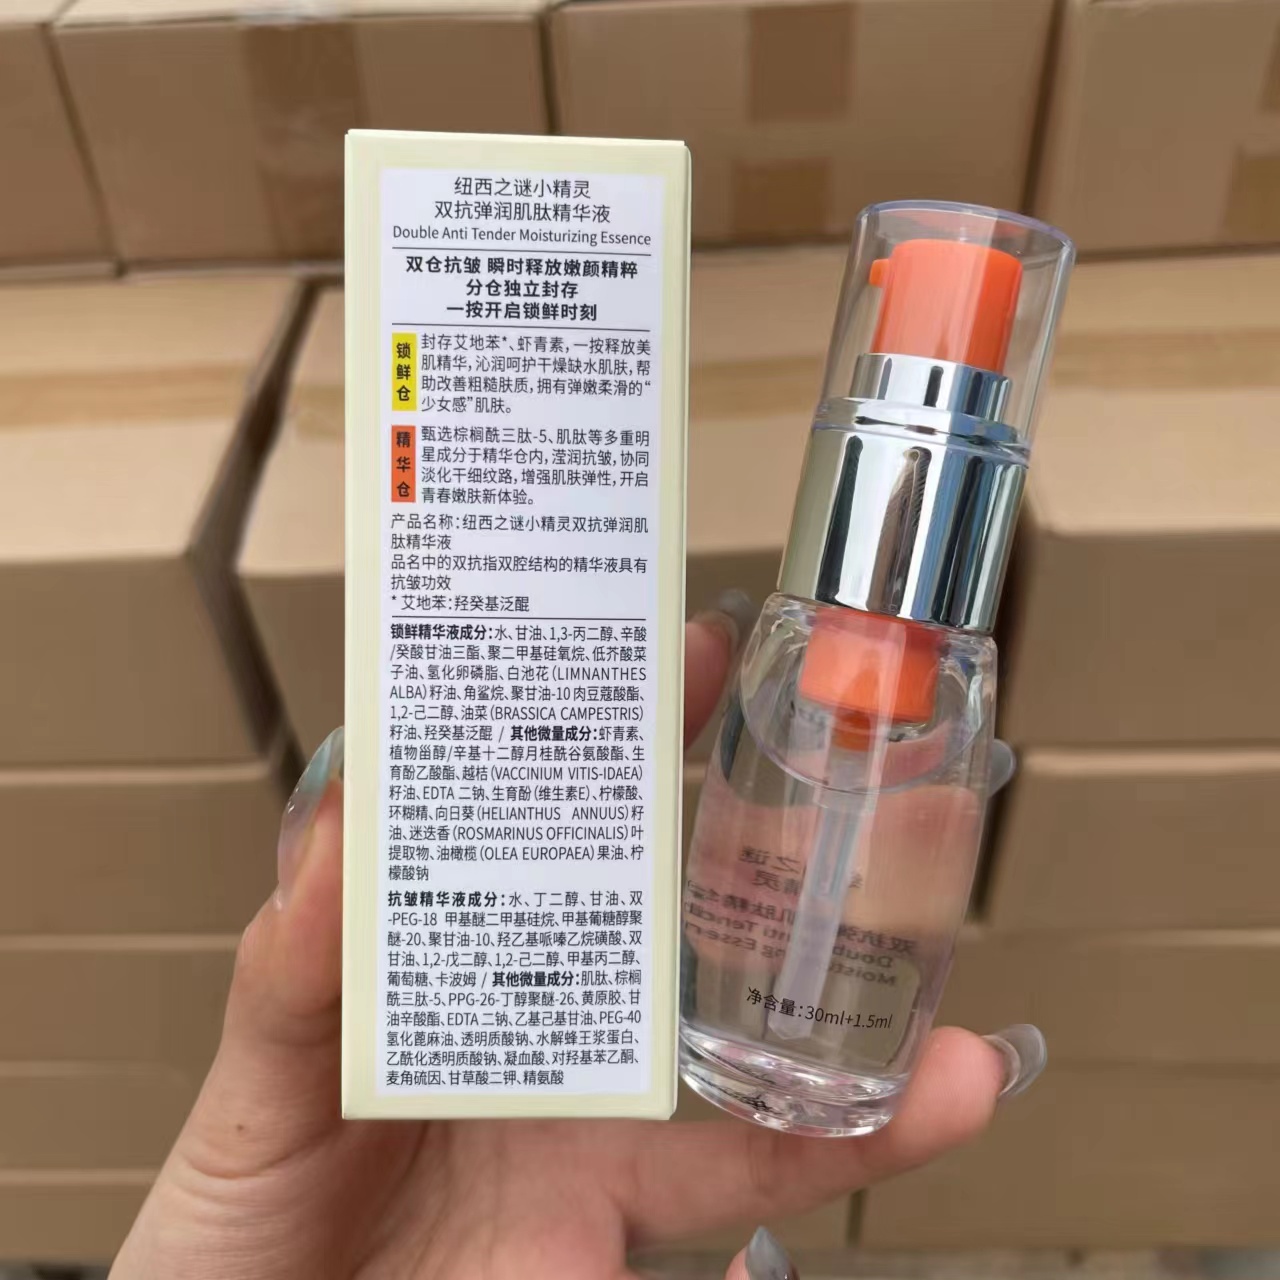 纽西之谜小精灵
双抗弹润肌肽精华液
Double Anti Tender Moisturizing Essence
双仓抗皱 瞬时释放嫩颜精粹
分仓独立封存
一按开启锁鲜时刻
锁鲜仓
封存艾地苯*、虾青素,一按释放美
肌精华,沁润呵护干燥缺水肌肤,帮
助改善粗糙肤质,拥有弹嫩柔滑的“
少女感”肌肤。
精华仓
甄选棕榈酰三肽-5、肌肽等多重明
星成分于精华仓内,滢润抗皱,协同
淡化干细纹路,增强肌肤弹性,开启
青春嫩肤新体验。
产品名称:纽西之谜小精灵双抗弹润肌
肽精华液
品名中的双抗指双腔结构的精华液具有
抗皱功效
* 艾地苯:羟癸基泛醌
锁鲜精华液成分:水、甘油、1,3-丙二醇、辛酸
/癸酸甘油三酯、聚二甲基硅氧烷、低芥酸菜
子油、氢化卵磷脂、白池花(LIMNANTHES
ALBA)籽油、角鲨烷、聚甘油-10 肉豆蔻酸酯、
1,2-己二醇、油菜(BRASSICA CAMPESTRIS)
籽油、羟癸基泛醌 / 其他微量成分:虾青素、
植物甾醇/辛基十二醇月桂酰谷氨酸酯、生
育酚乙酸酯、越桔(VACCINIUM VITIS-IDAEA)
籽油、EDTA 二钠、生育酚(维生素E)、柠檬酸、
环糊精、向日葵(HELIANTHUS ANNUUS)籽
油、迷迭香(ROSMARINUS OFFICINALIS)叶
提取物、油橄榄(OLEA EUROPAEA)果油、柠
檬酸钠
抗皱精华液成分:水、丁二醇、甘油、双
-PEG-18 甲基醚二甲基硅烷、甲基葡糖醇聚
醚-20、聚甘油-10、羟乙基哌嗪乙烷磺酸、双
甘油、1,2-戊二醇、1,2-己二醇、甲基丙二醇、
葡萄糖、卡波姆 / 其他微量成分:肌肽、棕榈
酰三肽-5、PPG-26-丁醇聚醚-26、黄原胶、甘
油辛酸酯、EDTA 二钠、乙基己基甘油、PEG-40
氢化蓖麻油、透明质酸钠、水解蜂王浆蛋白、
乙酰化透明质酸钠、凝血酸、对羟基苯乙酮、
麦角硫因、甘草酸二钾、精氨酸
净含量:30ml+1.5ml